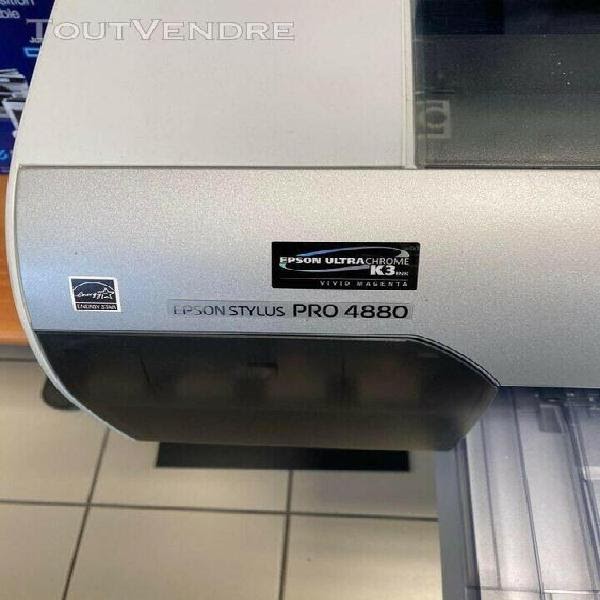 TOUTVENDRE
EPSON ULTRACHROME
K3 INK
VIVID MAGENTA
ENERGY STAR
EPSON STYLUS PRO 4880